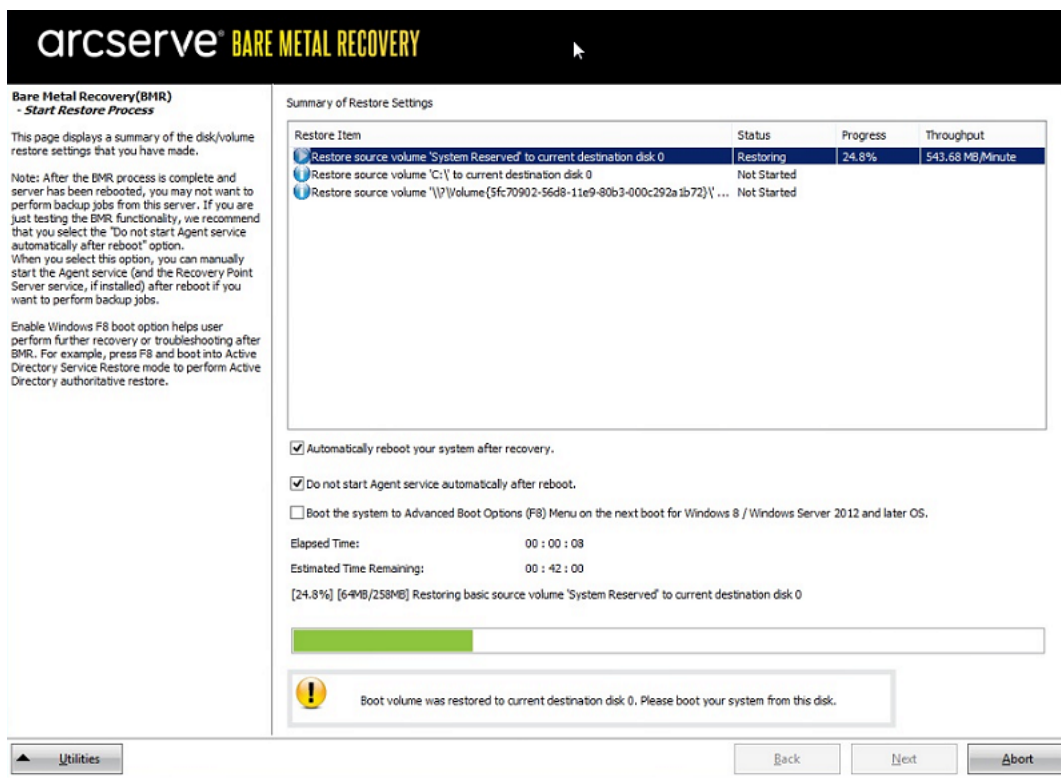 arcserve® BARE METAL RECOVERY
Bare Metal Recovery(BMR)
- Start Restore Process
This page displays a summary of the disk/volume
restore settings that you have made.
Note: After the BMR process is complete and
server has been rebooted, you may not want to
perform backup jobs from this server. If you are
just testing the BMR functionality, we recommend
that you select the "Do not start Agent service
automatically after reboot" option.
When you select this option, you can manually
start the Agent service (and the Recovery Point
Server service, if installed) after reboot if you
want to perform backup jobs.
Enable Windows F8 boot option helps user
perform further recovery or troubleshooting after
BMR. For example, press F8 and boot into Active
Directory Service Restore mode to perform Active
Directory authoritative restore.
Summary of Restore Settings
Restore Item Status Progress Throughput
Restore source volume 'System Reserved' to current destination disk 0 Restoring 24.8% 543.68 MB/Minute
Restore source volume 'C:\' to current destination disk 0 Not Started
Restore source volume '\\?\Volume{5fc70902-56d8-11e9-80b3-000c292a1b72}\' ... Not Started
Automatically reboot your system after recovery.
Do not start Agent service automatically after reboot.
Boot the system to Advanced Boot Options (F8) Menu on the next boot for Windows 8 / Windows Server 2012 and later OS.
Elapsed Time: 00 : 00 : 08
Estimated Time Remaining: 00 : 42 : 00
[24.8%] [64MB/258MB] Restoring basic source volume 'System Reserved' to current destination disk 0
Boot volume was restored to current destination disk 0. Please boot your system from this disk.
Utilities Back Next Abort